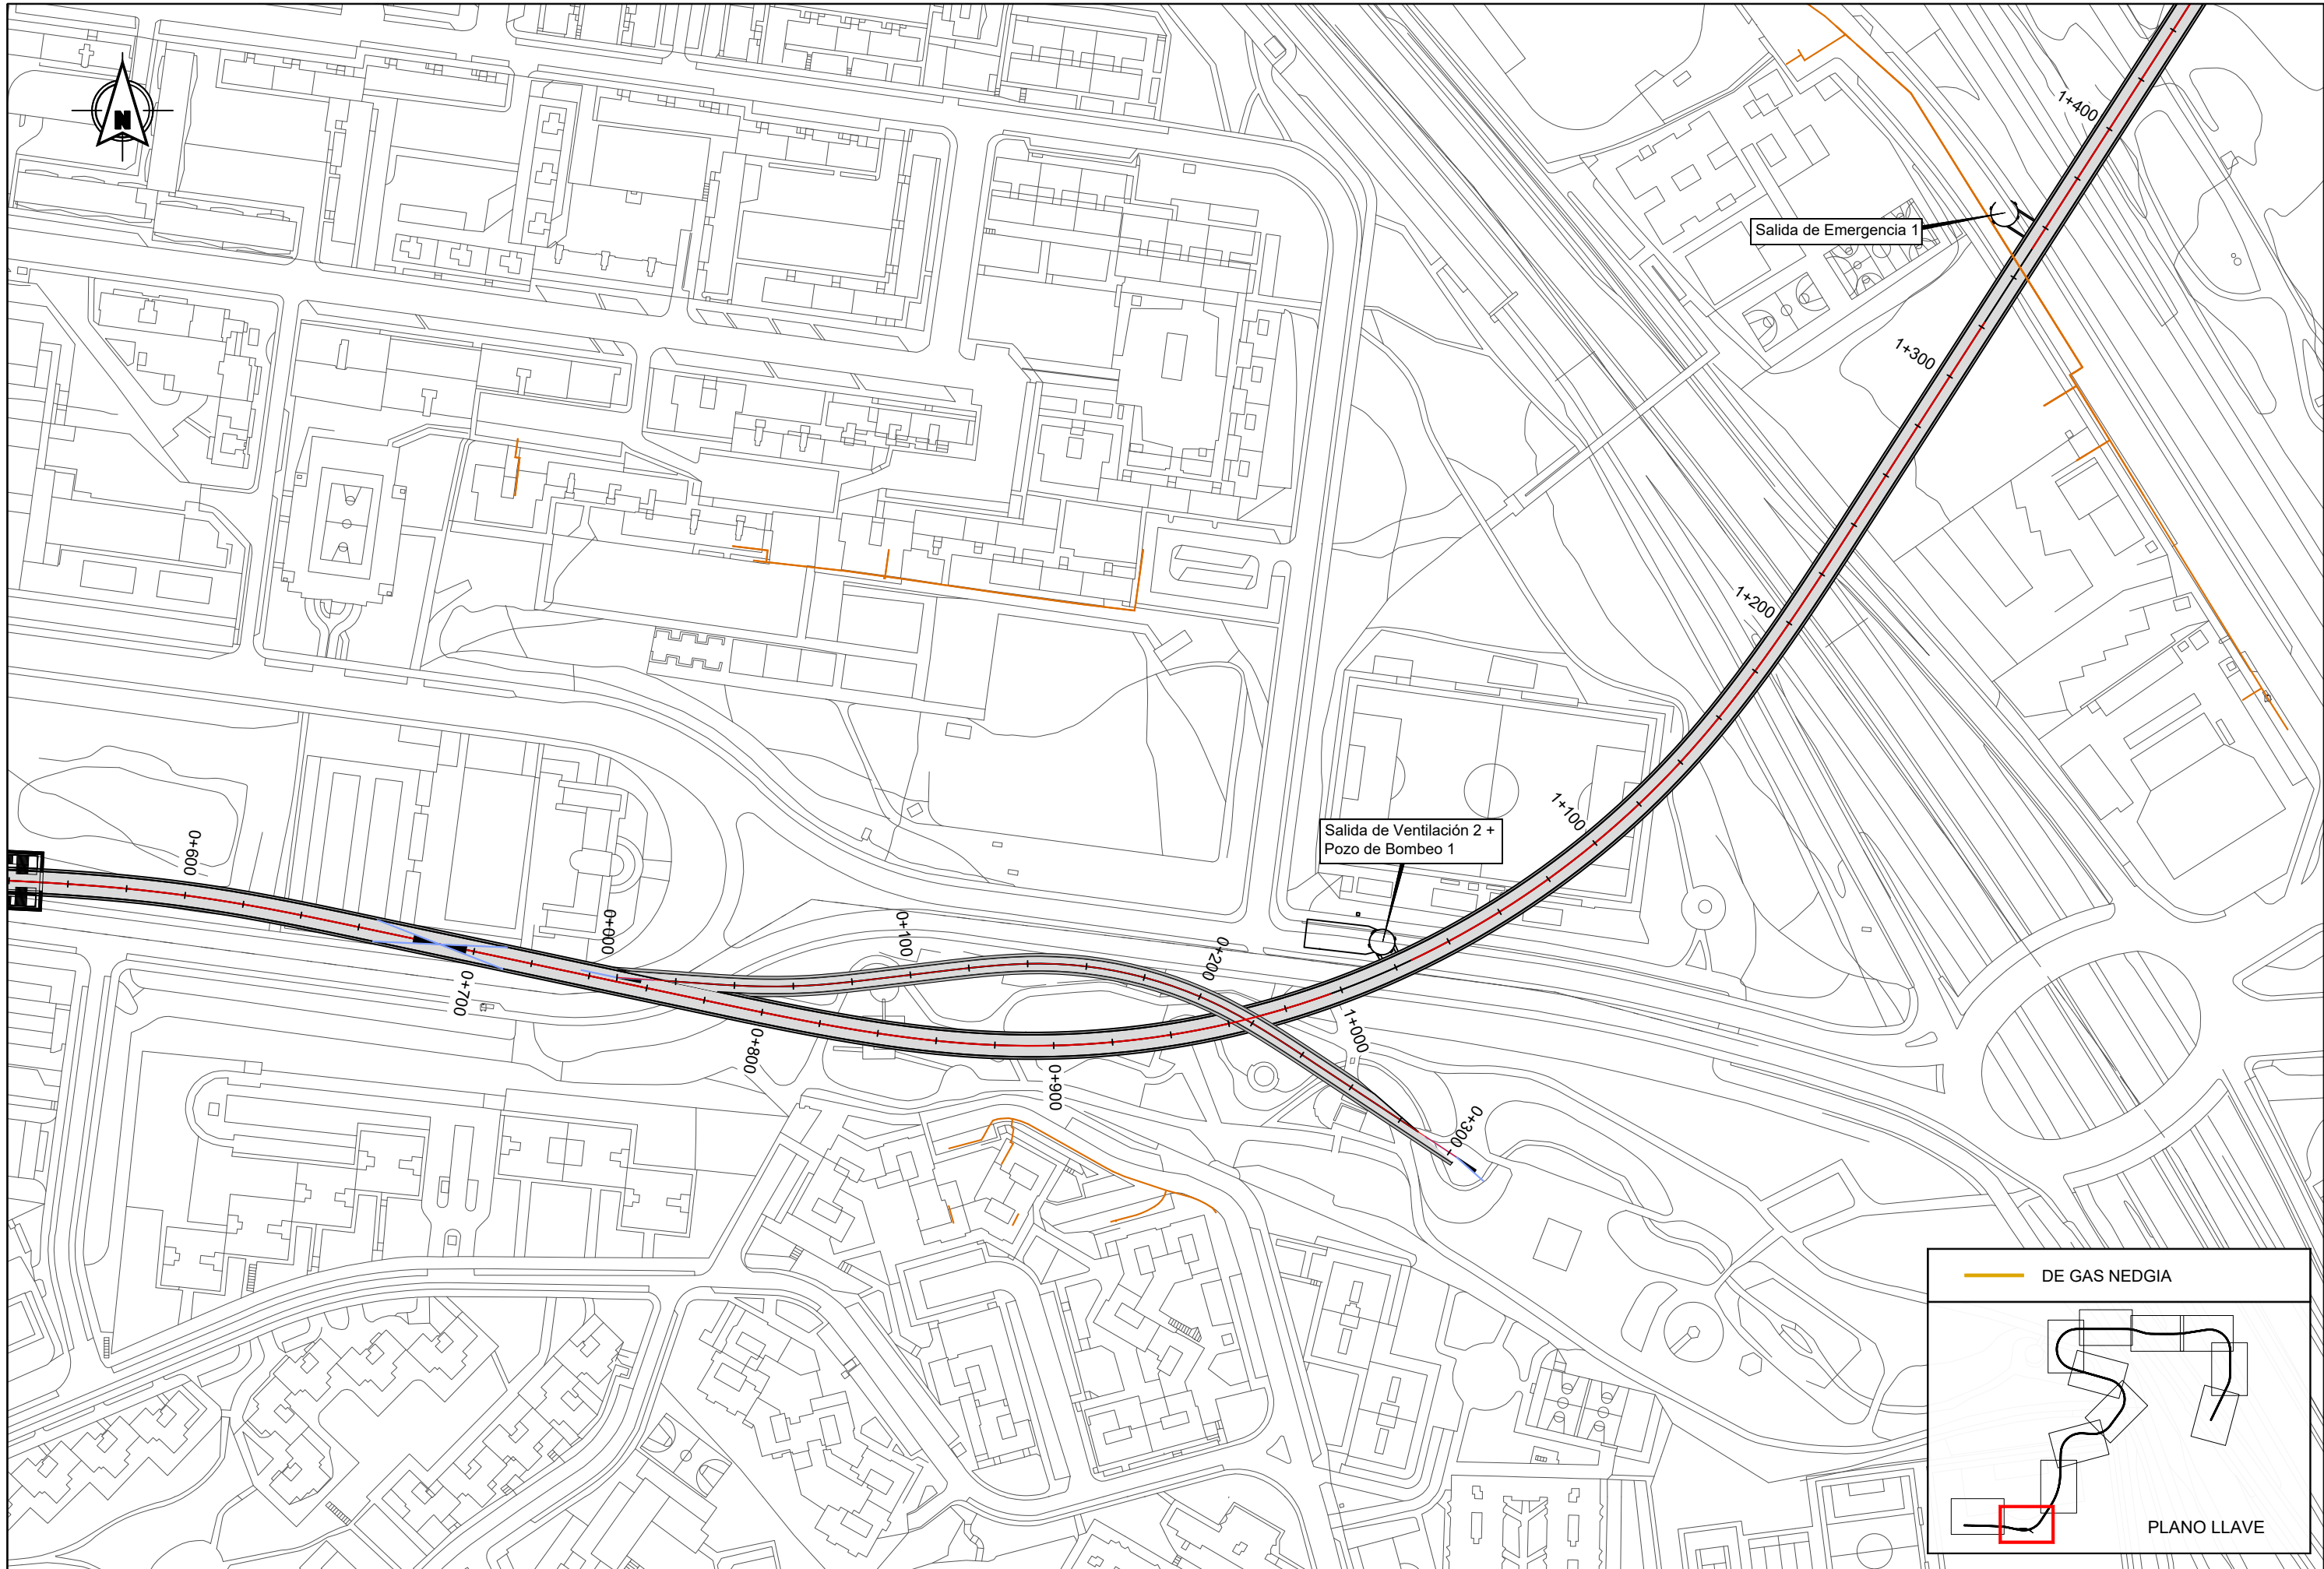 N
1+400
Salida de Emergencia 1
1+300
1+200
1+100
Salida de Ventilación 2 +
Pozo de Bombeo 1
0+600
0+000
0+100
0+200
0+700
0+800
1+000
0+900
0+300
DE GAS NEDGIA
PLANO LLAVE